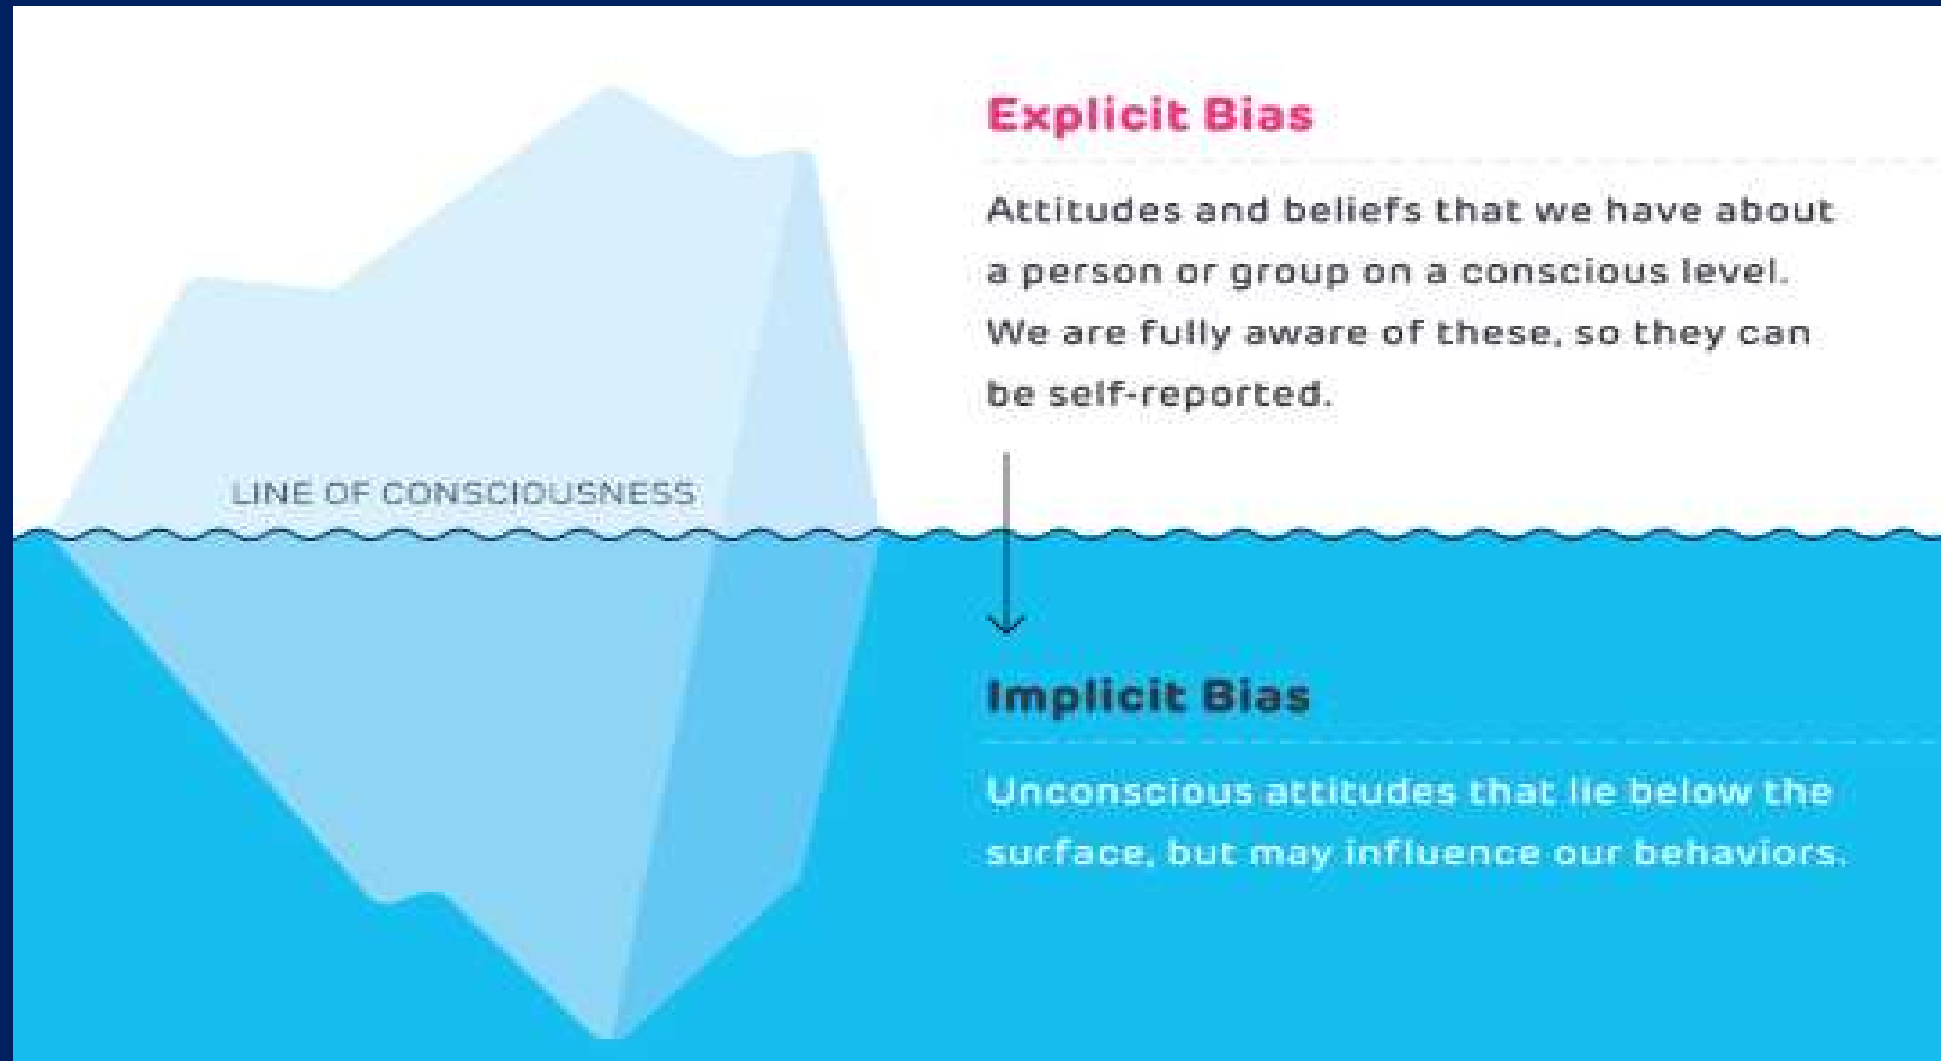 Explicit Bias
Attitudes and beliefs that we have about
a person or group on a conscious level.
We are fully aware of these, so they can
be self-reported.
LINE OF CONSCIOUSNESS
Implicit Bias
Unconscious attitudes that lie below the
surface, but may influence our behaviors.